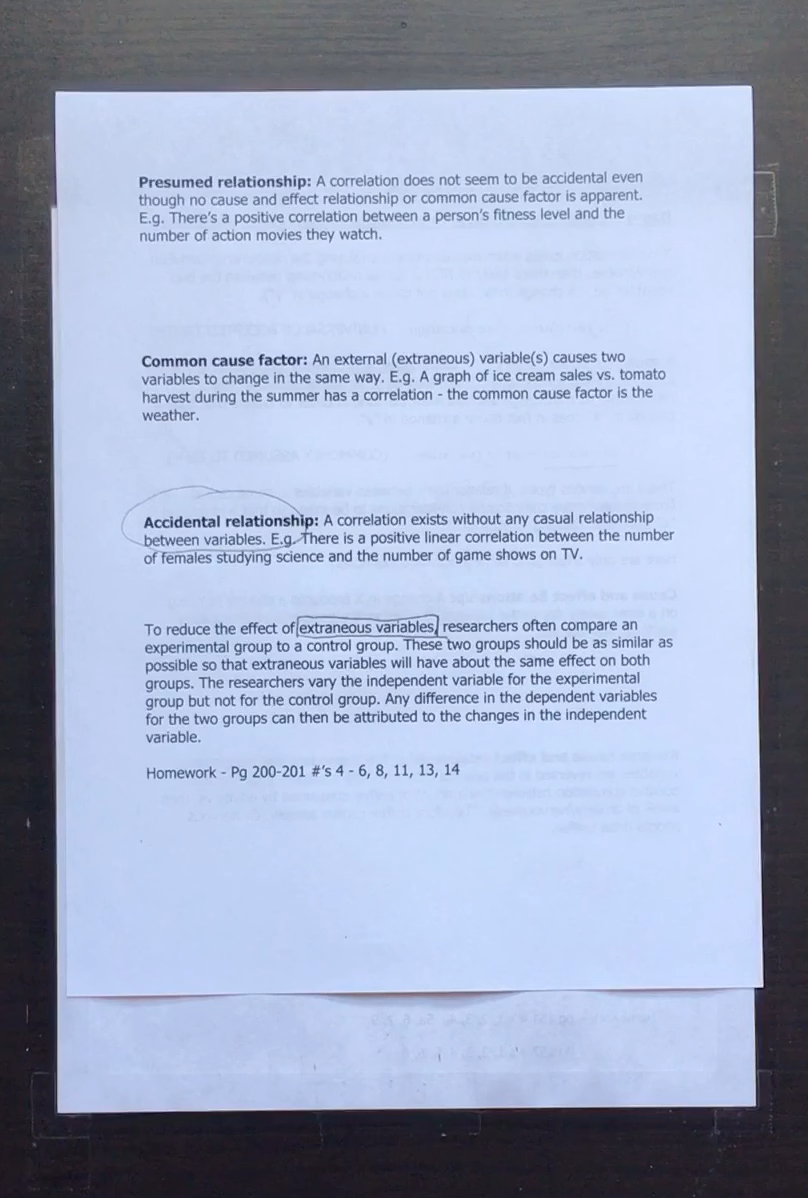 Presumed relationship: A correlation does not seem to be accidental even
though no cause and effect relationship or common cause factor is apparent.
E.g. There's a positive correlation between a person's fitness level and the
number of action movies they watch.
Common cause factor: An external (extraneous) variable(s) causes two
variables to change in the same way. E.g. A graph of ice cream sales vs. tomato
harvest during the summer has a correlation - the common cause factor is the
weather.
Accidental relationship: A correlation exists without any casual relationship
between variables. E.g. There is a positive linear correlation between the number
of females studying science and the number of game shows on TV.
To reduce the effect of extraneous variables, researchers often compare an
experimental group to a control group. These two groups should be as similar as
possible so that extraneous variables will have about the same effect on both
groups. The researchers vary the independent variable for the experimental
group but not for the control group. Any difference in the dependent variables
for the two groups can then be attributed to the changes in the independent
variable.
Homework - Pg 200-201 #'s 4 - 6, 8, 11, 13, 14